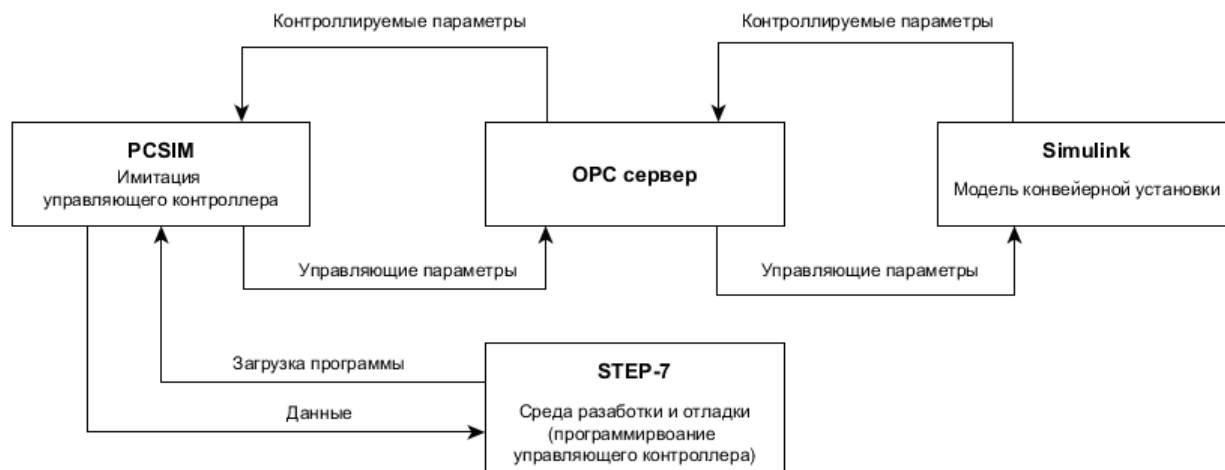 Контроллируемые параметры
Контроллируемые параметры
PCSIM
Имитация
управляющего контроллера
OPC сервер
Simulink
Модель конвейерной установки
Управляющие параметры
Управляющие параметры
Загрузка программы
Данные
STEP-7
Среда разаботки и отладки
(программирвоание
управляющего контроллера)